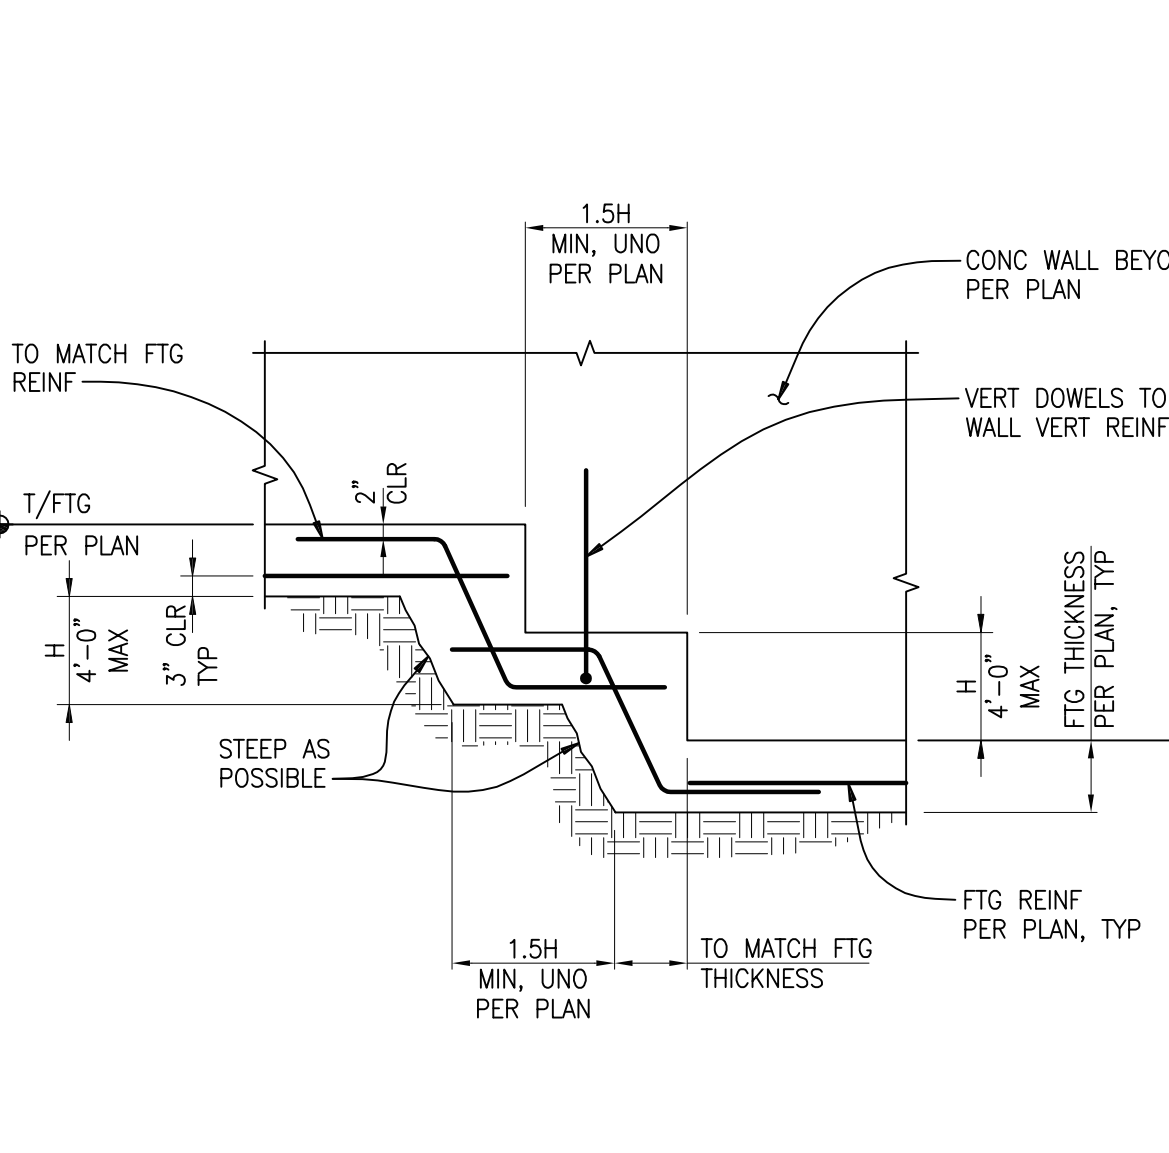 1.5H
MIN, UNO
PER PLAN
CONC WALL
PER PLAN
TO MATCH FTG
REINF
VERT DOWELS TO
WALL VERT REINF
2" CLR
T/FTG
PER PLAN
H
4'-0"
MAX
3" CLR
TYP
FTG THICKNESS
PER PLAN, TYP
H
4'-0"
MAX
STEEP AS
POSSIBLE
FTG REINF
PER PLAN, TYP
1.5H
MIN, UNO
PER PLAN
TO MATCH FTG
THICKNESS